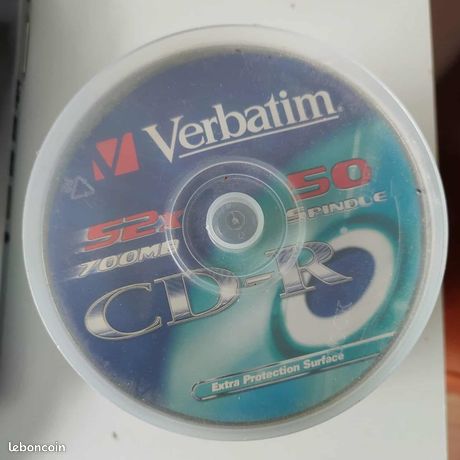 Verbatim
52x
50
700MB
SPINDLE
CD-R
Extra Protection Surface
leboncoin